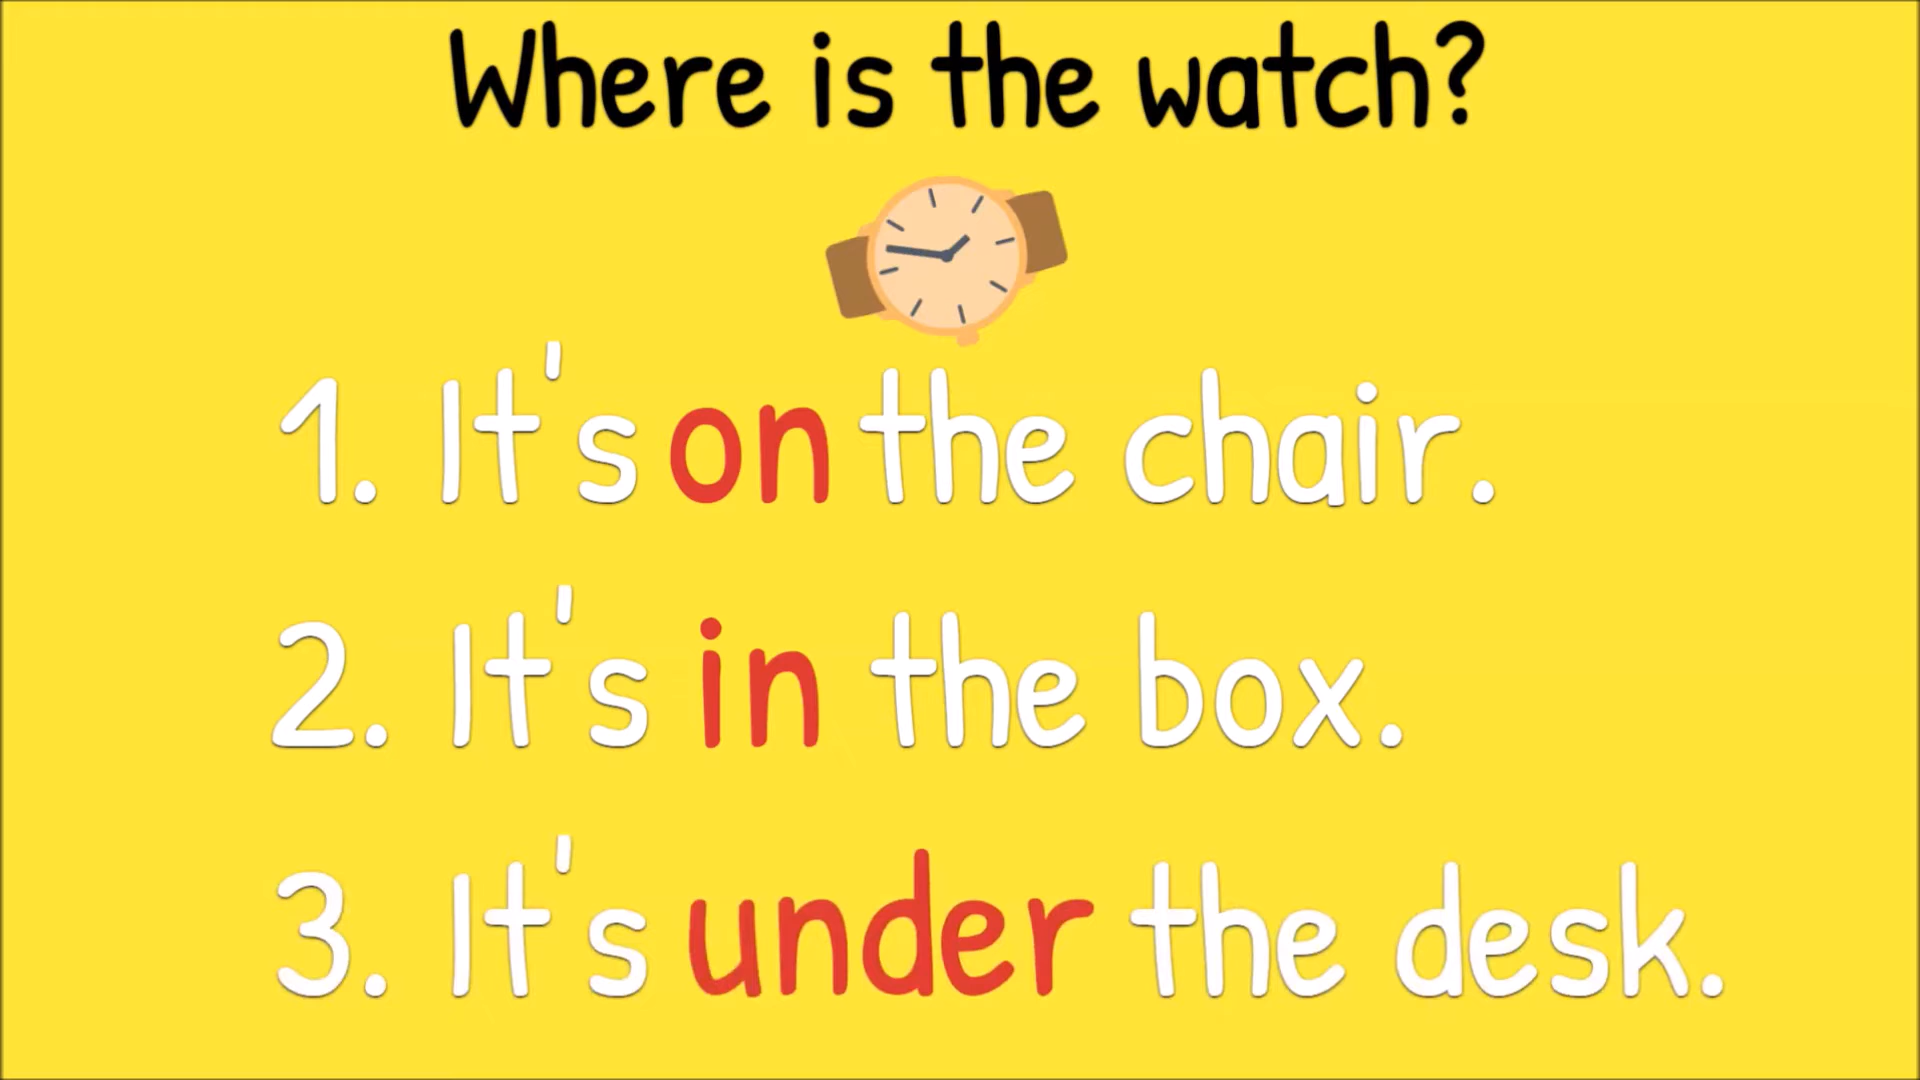 Where is the watch?
1. It's on the chair.
2. It's in the box.
3. It's under the desk.